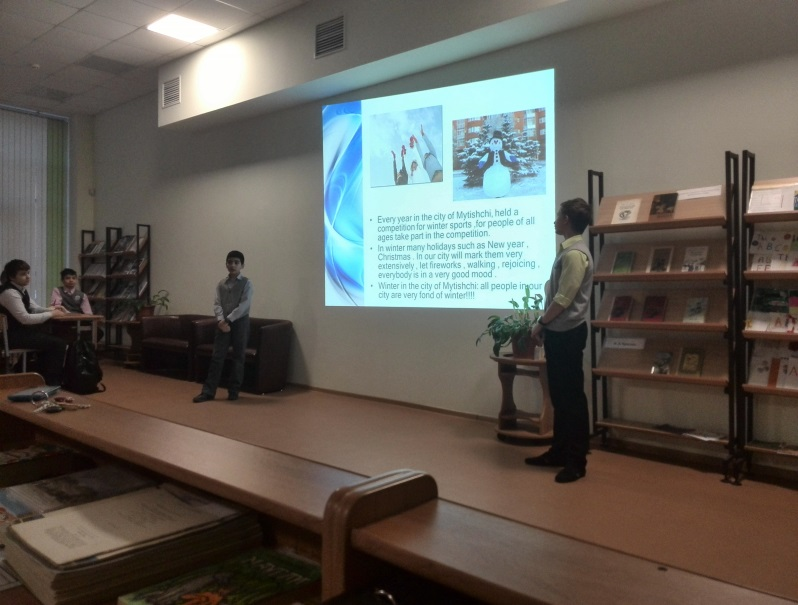 • Every year in the city of Mytishchi, held a
competition for winter sports ,for people of all
ages take part in the competition.
• In winter many holidays such as New year ,
Christmas . In our city will mark them very
extensively , let fireworks , walking , rejoicing ,
everybody is in a very good mood .
• Winter in the city of Mytishchi: all people in our
city are very fond of winter!!!!